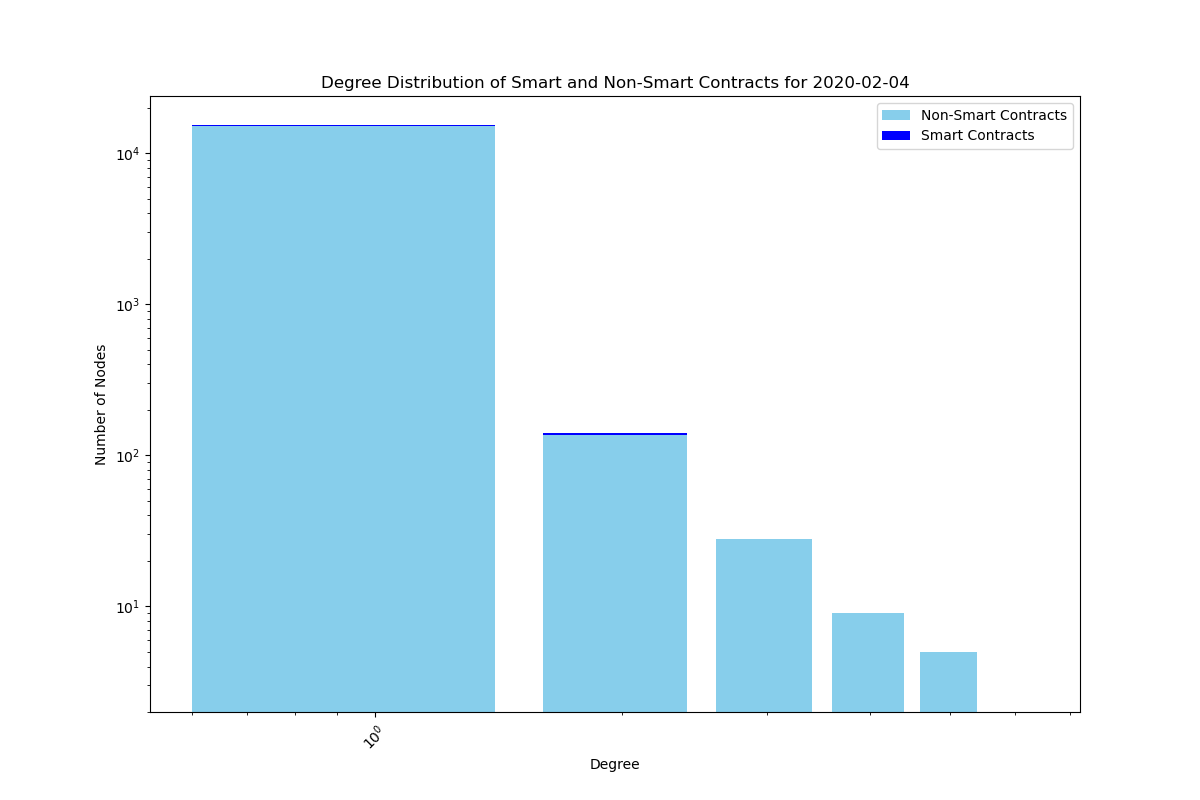 Degree Distribution of Smart and Non-Smart Contracts for 2020-02-04
Non-Smart Contracts
Smart Contracts
Number of Nodes
10⁴
10³
10²
10¹
10⁰
Degree